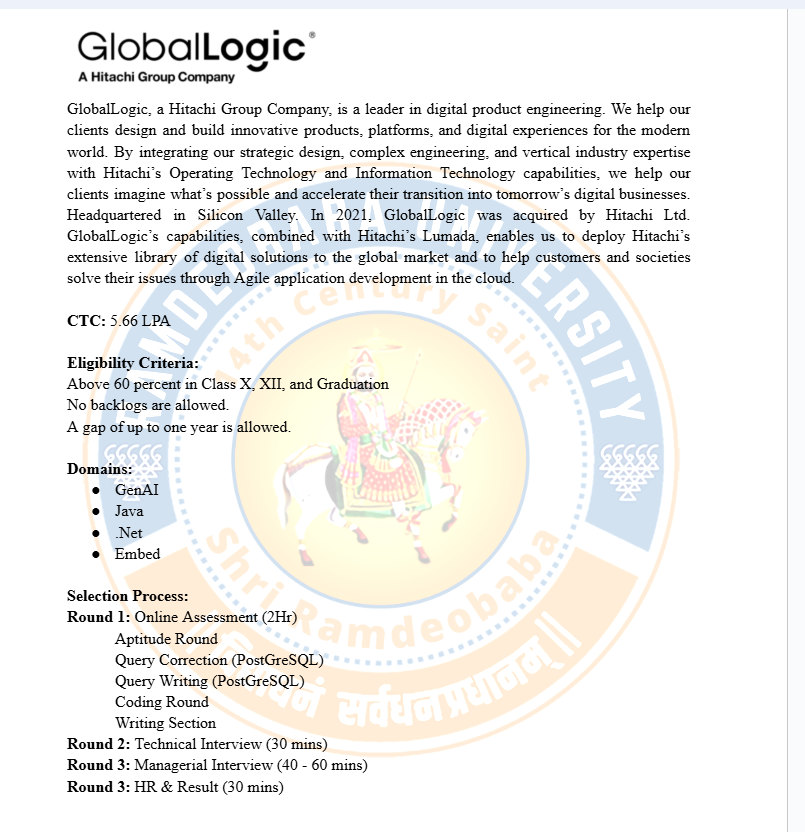 GlobalLogic®
A Hitachi Group Company
GlobalLogic, a Hitachi Group Company, is a leader in digital product engineering. We help our
clients design and build innovative products, platforms, and digital experiences for the modern
world. By integrating our strategic design, complex engineering, and vertical industry expertise
with Hitachi’s Operating Technology and Information Technology capabilities, we help our
clients imagine what’s possible and accelerate their transition into tomorrow’s digital businesses.
Headquartered in Silicon Valley. In 2021, GlobalLogic was acquired by Hitachi Ltd.
GlobalLogic’s capabilities, combined with Hitachi’s Lumada, enables us to deploy Hitachi’s
extensive library of digital solutions to the global market and to help customers and societies
solve their issues through Agile application development in the cloud.
CTC: 5.66 LPA
Eligibility Criteria:
Above 60 percent in Class X, XII, and Graduation
No backlogs are allowed.
A gap of up to one year is allowed.
Domains:
● GenAI
● Java
● .Net
● Embed
Selection Process:
Round 1: Online Assessment (2Hr)
Aptitude Round
Query Correction (PostGreSQL)
Query Writing (PostGreSQL)
Coding Round
Writing Section
Round 2: Technical Interview (30 mins)
Round 3: Managerial Interview (40 - 60 mins)
Round 3: HR & Result (30 mins)
RAMDEOBABA UNIVERSITY
14th Century Saint
Shri Ramdeobaba
सर्वधनप्रधानम् ||